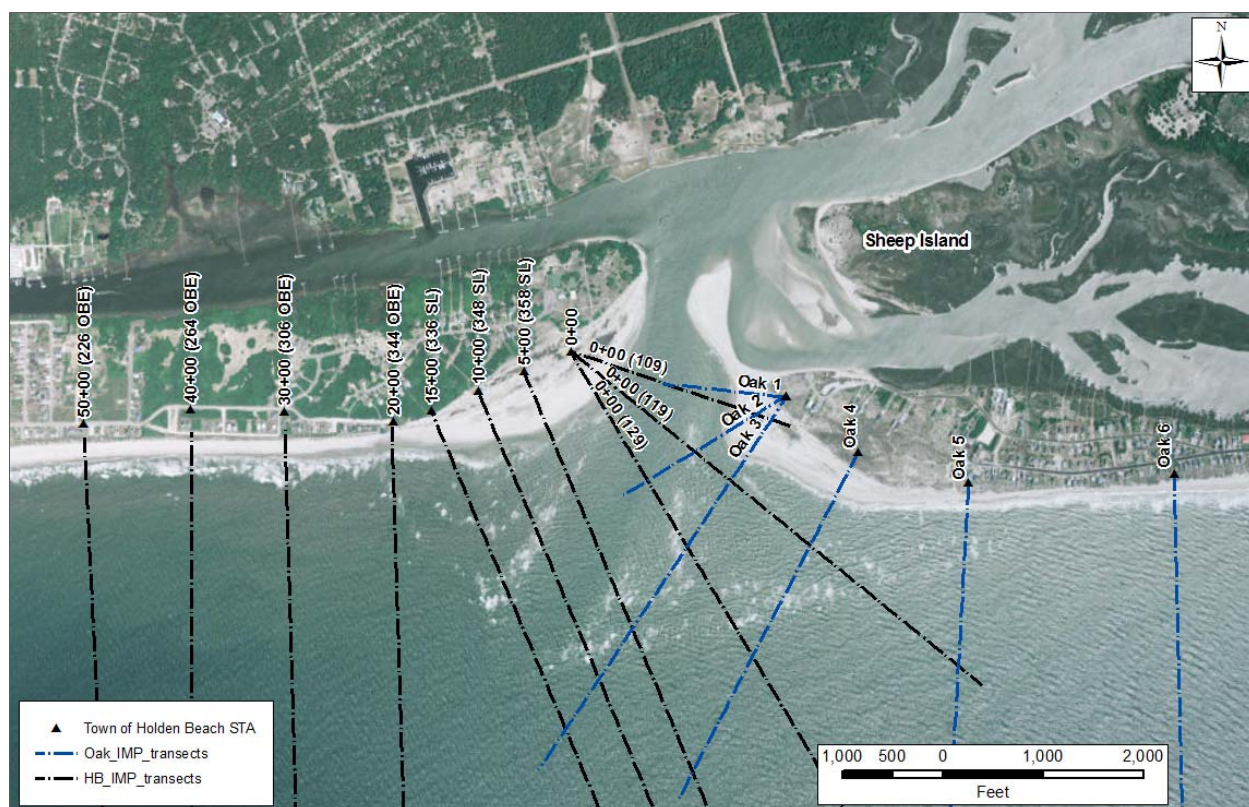 N
Sheep Island
50+00 (226 OBE)
40+00 (264 OBE)
30+00 (306 OBE)
20+00 (344 OBE)
15+00 (336 SL)
10+00 (348 SL)
5+00 (358 SL)
0+00
0+00 (109)
0+00 (119)
0+00 (129)
Oak 1
Oak 2
Oak 3
Oak 4
Oak 5
Oak 6
Town of Holden Beach STA
Oak_IMP_transects
HB_IMP_transects
1,000 500 0 1,000 2,000
Feet